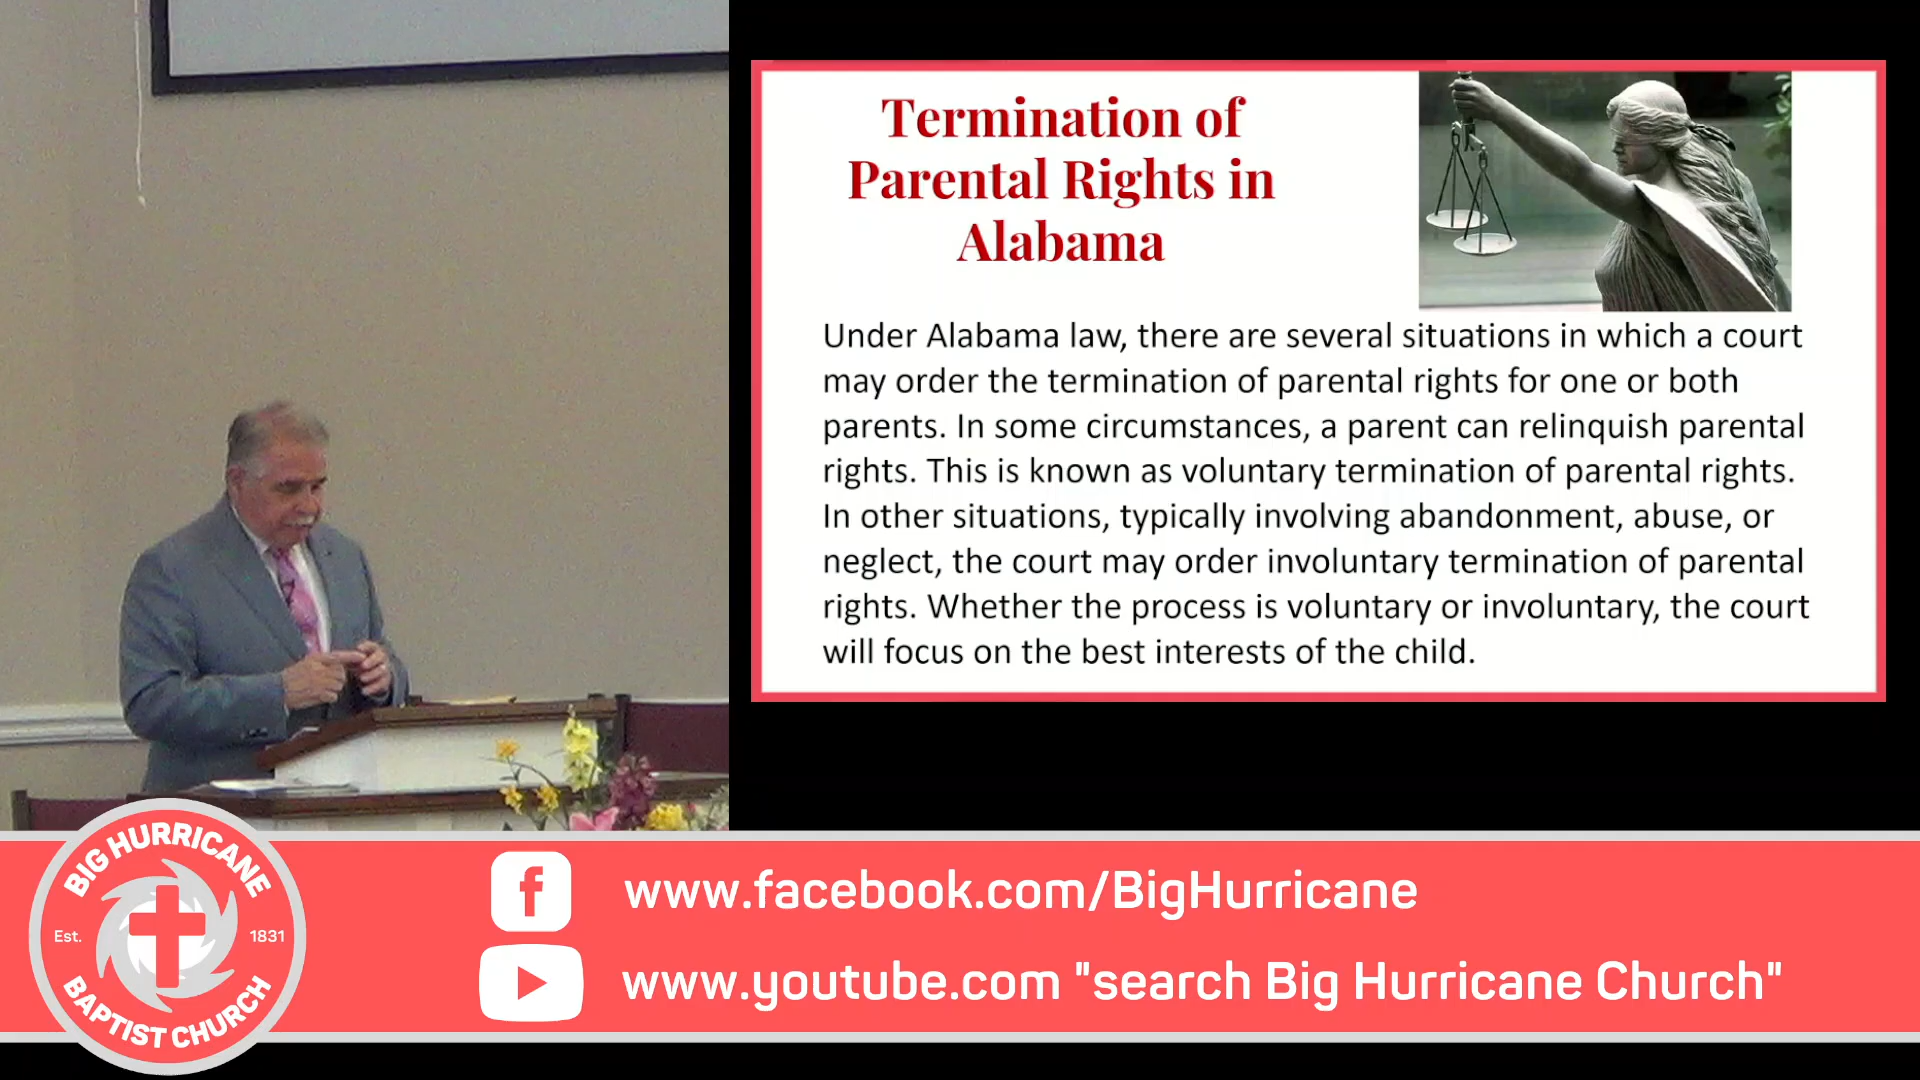 Termination of
Parental Rights in
Alabama
Under Alabama law, there are several situations in which a court
may order the termination of parental rights for one or both
parents. In some circumstances, a parent can relinquish parental
rights. This is known as voluntary termination of parental rights.
In other situations, typically involving abandonment, abuse, or
neglect, the court may order involuntary termination of parental
rights. Whether the process is voluntary or involuntary, the court
will focus on the best interests of the child.
BIG HURRICANE
Est. 1831
BAPTIST CHURCH
f www.facebook.com/BigHurricane
www.youtube.com "search Big Hurricane Church"